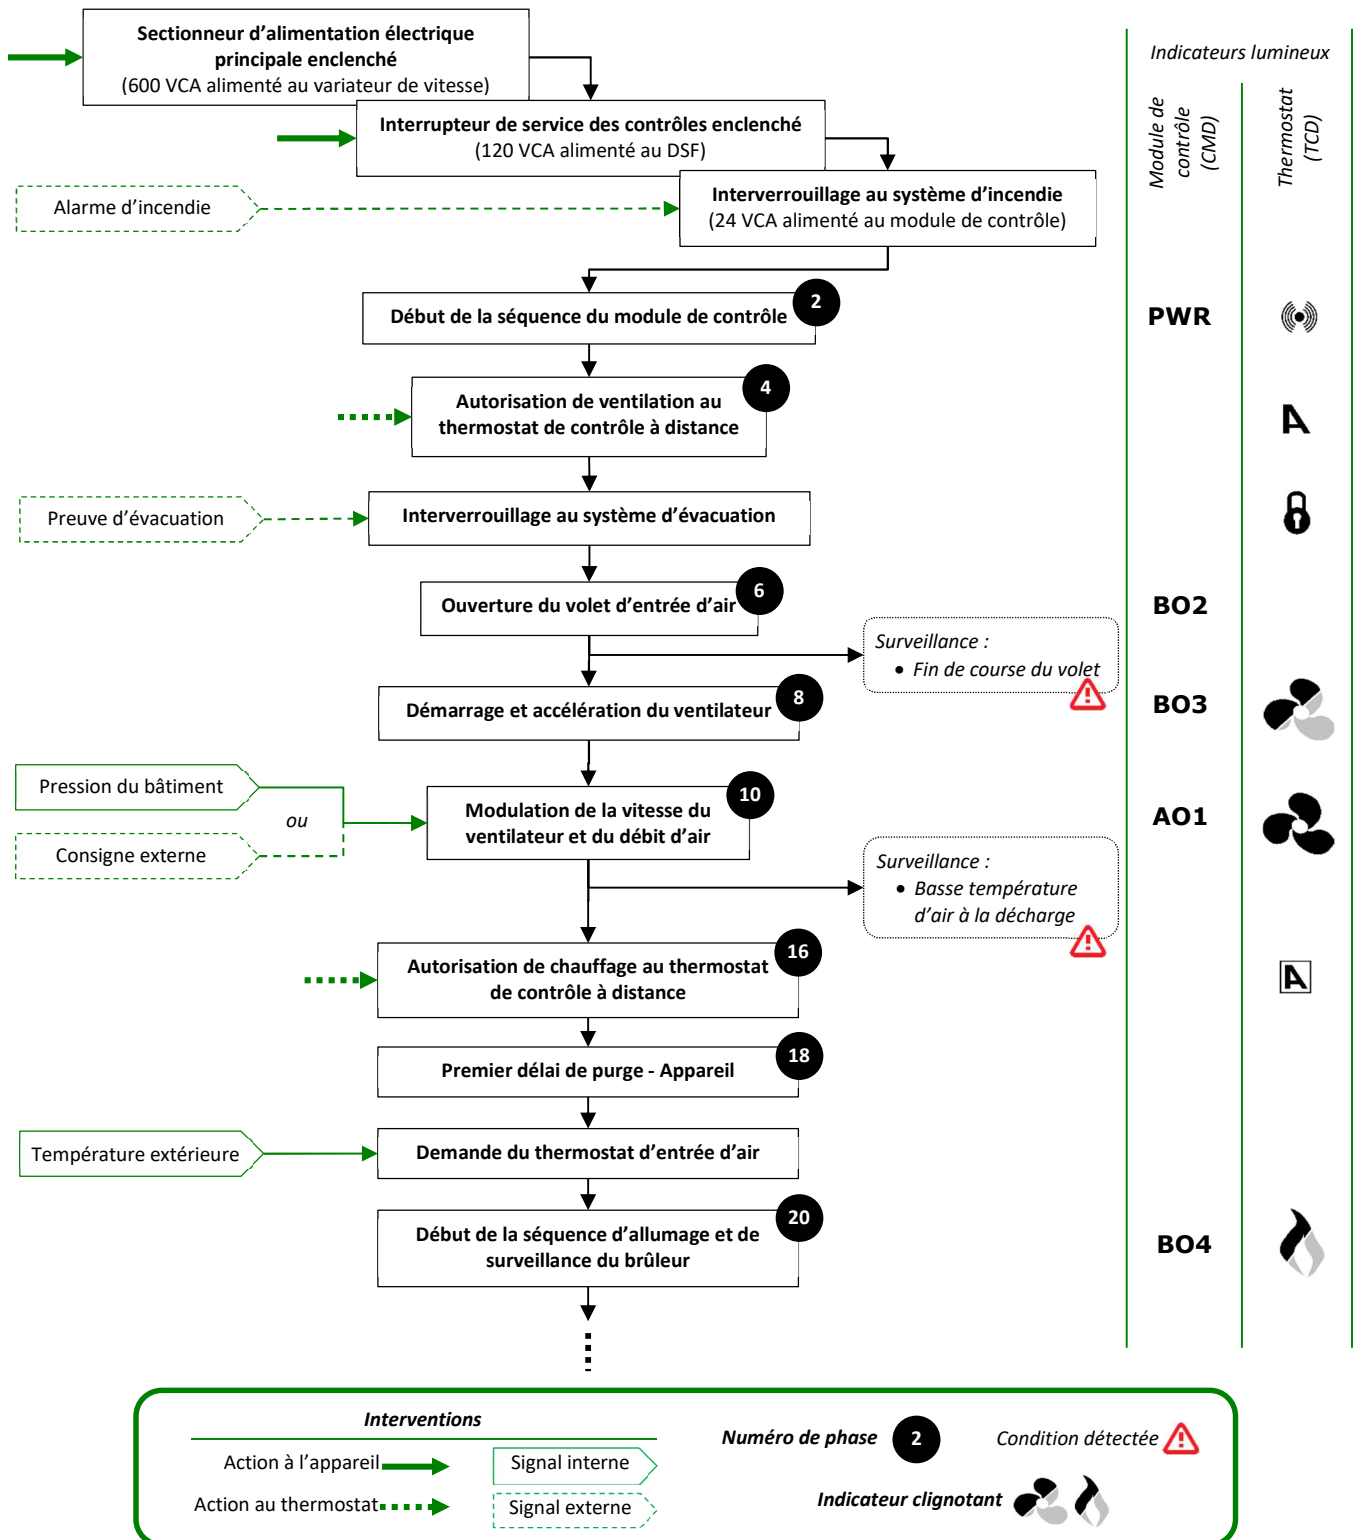 Sectionneur d’alimentation électrique
principale enclenché
(600 VCA alimenté au variateur de vitesse)
Indicateurs lumineux
Module de
contrôle
(CMD)
Thermostat
(TCD)
Interrupteur de service des contrôles enclenché
(120 VCA alimenté au DSF)
Alarme d’incendie
Interverrouillage au système d’incendie
(24 VCA alimenté au module de contrôle)
2
Début de la séquence du module de contrôle
PWR
4
Autorisation de ventilation au
thermostat de contrôle à distance
A
Preuve d’évacuation
Interverrouillage au système d’évacuation
6
Ouverture du volet d’entrée d’air
BO2
Surveillance :
• Fin de course du volet
8
Démarrage et accélération du ventilateur
BO3
Pression du bâtiment
ou
Consigne externe
10
Modulation de la vitesse du
ventilateur et du débit d’air
AO1
Surveillance :
• Basse température
d’air à la décharge
16
Autorisation de chauffage au thermostat
de contrôle à distance
A
18
Premier délai de purge - Appareil
Température extérieure
Demande du thermostat d’entrée d’air
20
Début de la séquence d’allumage et de
surveillance du brûleur
BO4
Interventions
Action à l’appareil
Signal interne
Action au thermostat
Signal externe
Numéro de phase
2
Condition détectée
Indicateur clignotant